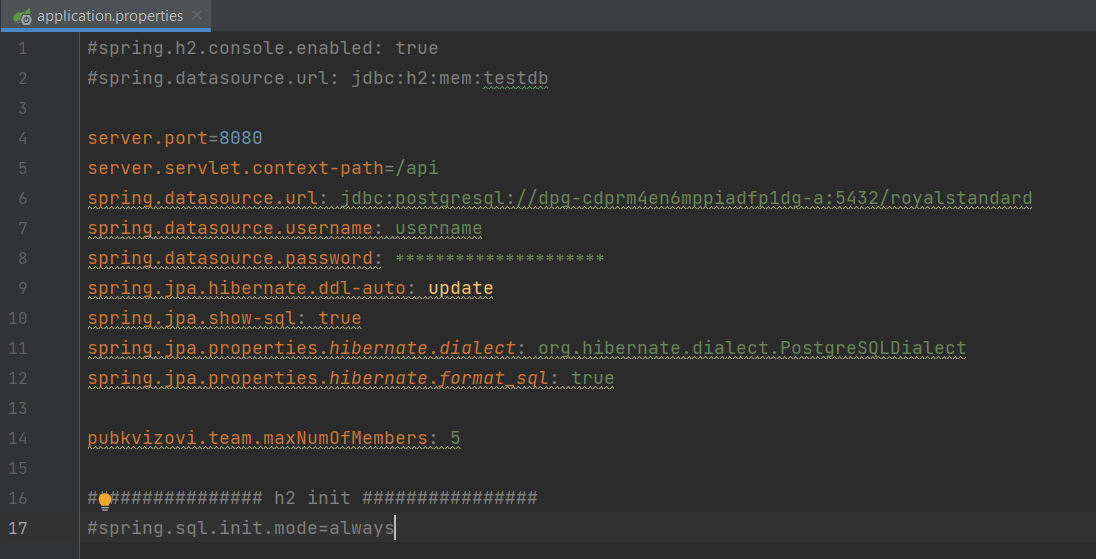 application.properties
1 #spring.h2.console.enabled: true
2 #spring.datasource.url: jdbc:h2:mem:testdb
3
4 server.port=8080
5 server.servlet.context-path=/api
6 spring.datasource.url: jdbc:postgresql://dpg-cdprm4en6mppiadfp1dg-a:5432/royalstandard
7 spring.datasource.username: username
8 spring.datasource.password: *********************
9 spring.jpa.hibernate.ddl-auto: update
10 spring.jpa.show-sql: true
11 spring.jpa.properties.hibernate.dialect: org.hibernate.dialect.PostgreSQLDialect
12 spring.jpa.properties.hibernate.format_sql: true
13
14 pubkvizovi.team.maxNumOfMembers: 5
15
16 ################ h2 init ################
17 #spring.sql.init.mode=always